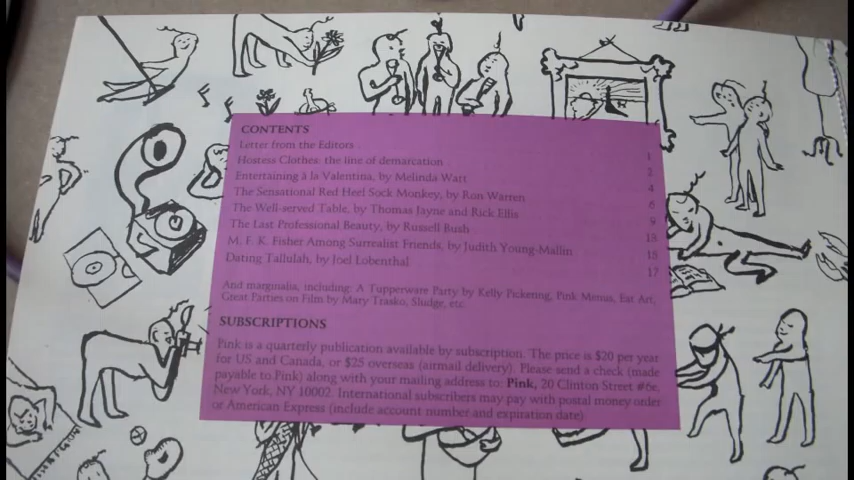 CONTENTS
Letter from the Editors 1
Hostess Clothes: the line of demarcation 2
Entertaining à la Valentina, by Melinda Watt 4
The Sensational Red Heel Sock Monkey, by Ron Warren 6
The Well-served Table, by Thomas Jayne and Rick Ellis 9
The Last Professional Beauty, by Russell Bush
M. F. K. Fisher Among Surrealist Friends, by Judith Young-Mallin
Dating Tallulah, by Joel Lobenthal 17
And marginalia, including: A Tupperware Party by Kelly Pickering, Pink Menus, Eat Art,
Great Parties on Film by Mary Trasko, Sludge, etc.
SUBSCRIPTIONS
Pink is a quarterly publication available by subscription. The price is $20 per year
for US and Canada, or $25 overseas (airmail delivery). Please send a check (made
payable to Pink) along with your mailing address to: Pink, 20 Clinton Street
New York, NY 10002. International subscribers may pay with postal money order
or American Express (include account number and expiration date)